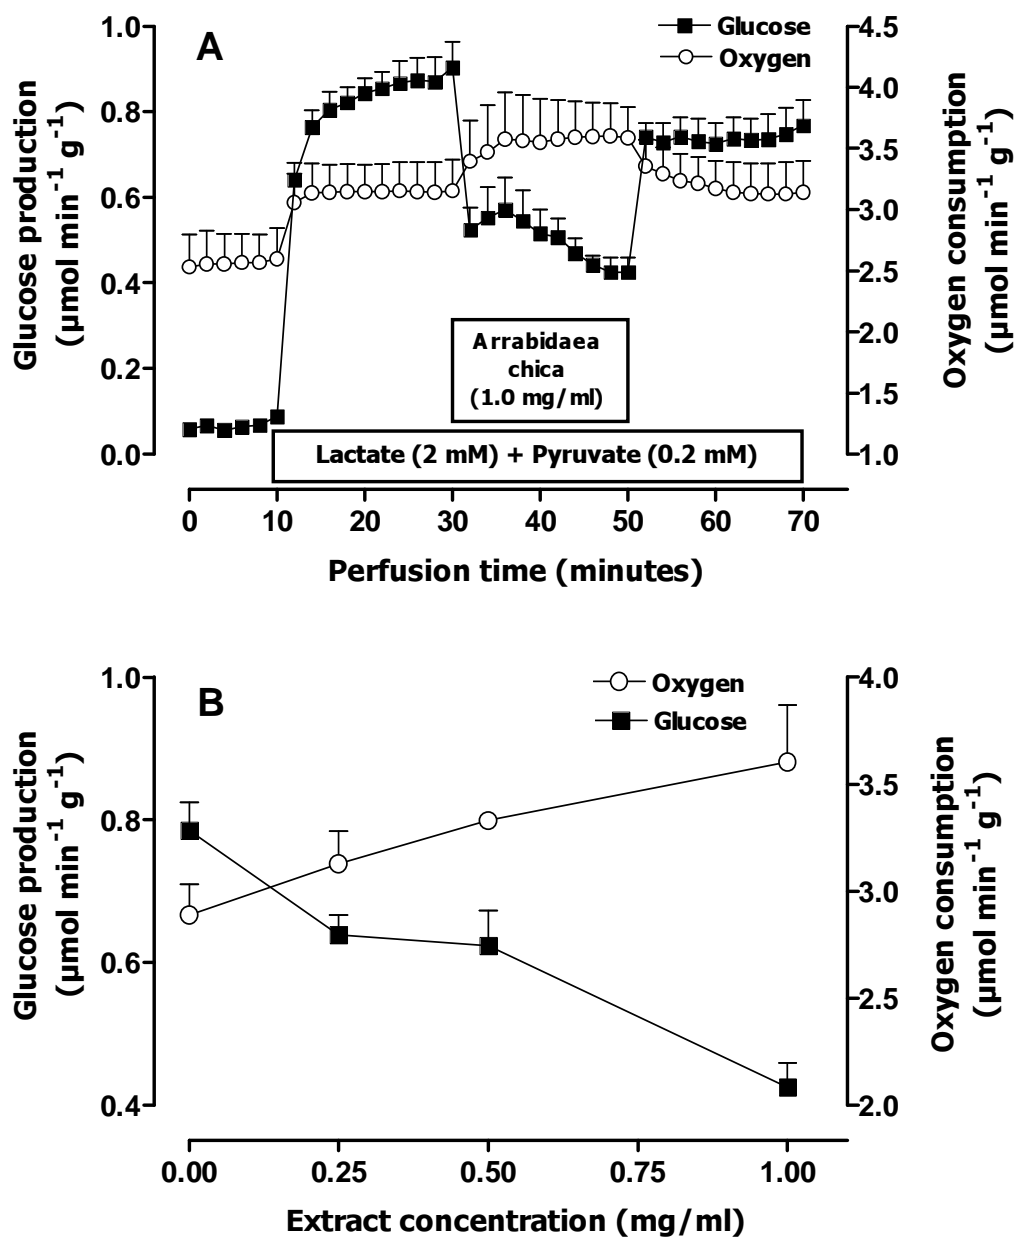 A
Glucose
Oxygen
Glucose production
(µmol min⁻¹ g⁻¹)
1.0
0.8
0.6
0.4
0.2
0.0
4.5
4.0
3.5
3.0
2.5
2.0
1.5
1.0
Oxygen consumption
(µmol min⁻¹ g⁻¹)
Arrabidaea
chica
(1.0 mg/ml)
Lactate (2 mM) + Pyruvate (0.2 mM)
0 10 20 30 40 50 60 70
Perfusion time (minutes)
B
Oxygen
Glucose
Glucose production
(µmol min⁻¹ g⁻¹)
1.0
0.8
0.6
0.4
4.0
3.5
3.0
2.5
2.0
Oxygen consumption
(µmol min⁻¹ g⁻¹)
0.00 0.25 0.50 0.75 1.00
Extract concentration (mg/ml)